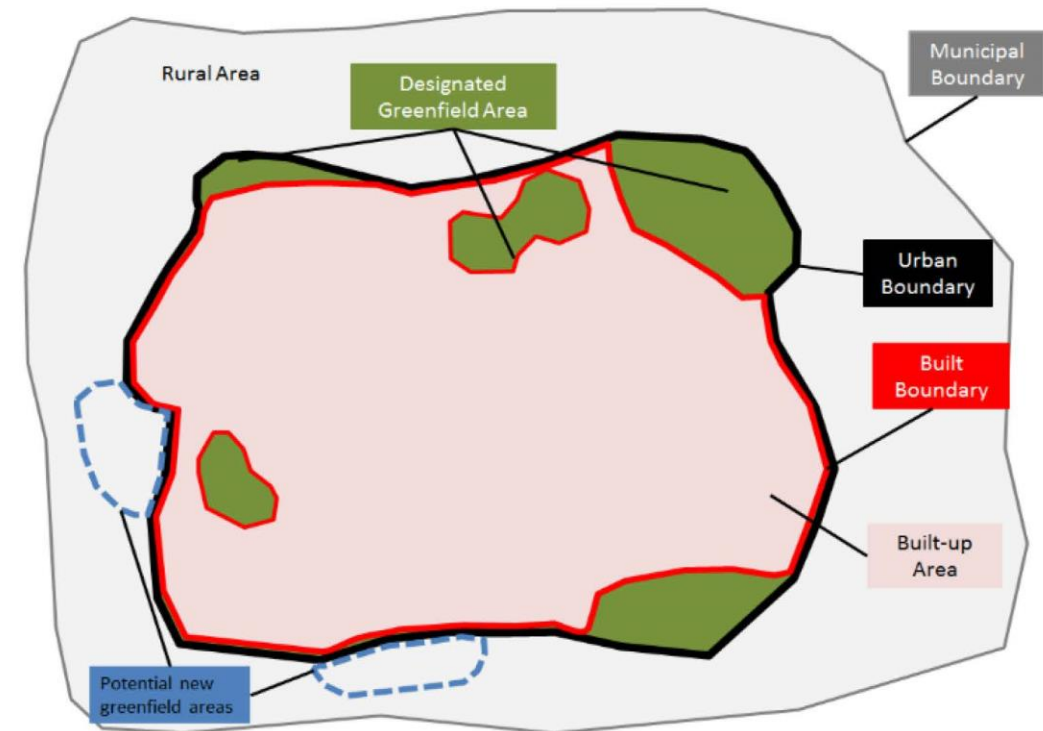 Rural Area
Designated
Greenfield Area
Municipal
Boundary
Urban
Boundary
Built
Boundary
Built-up
Area
Potential new
greenfield areas